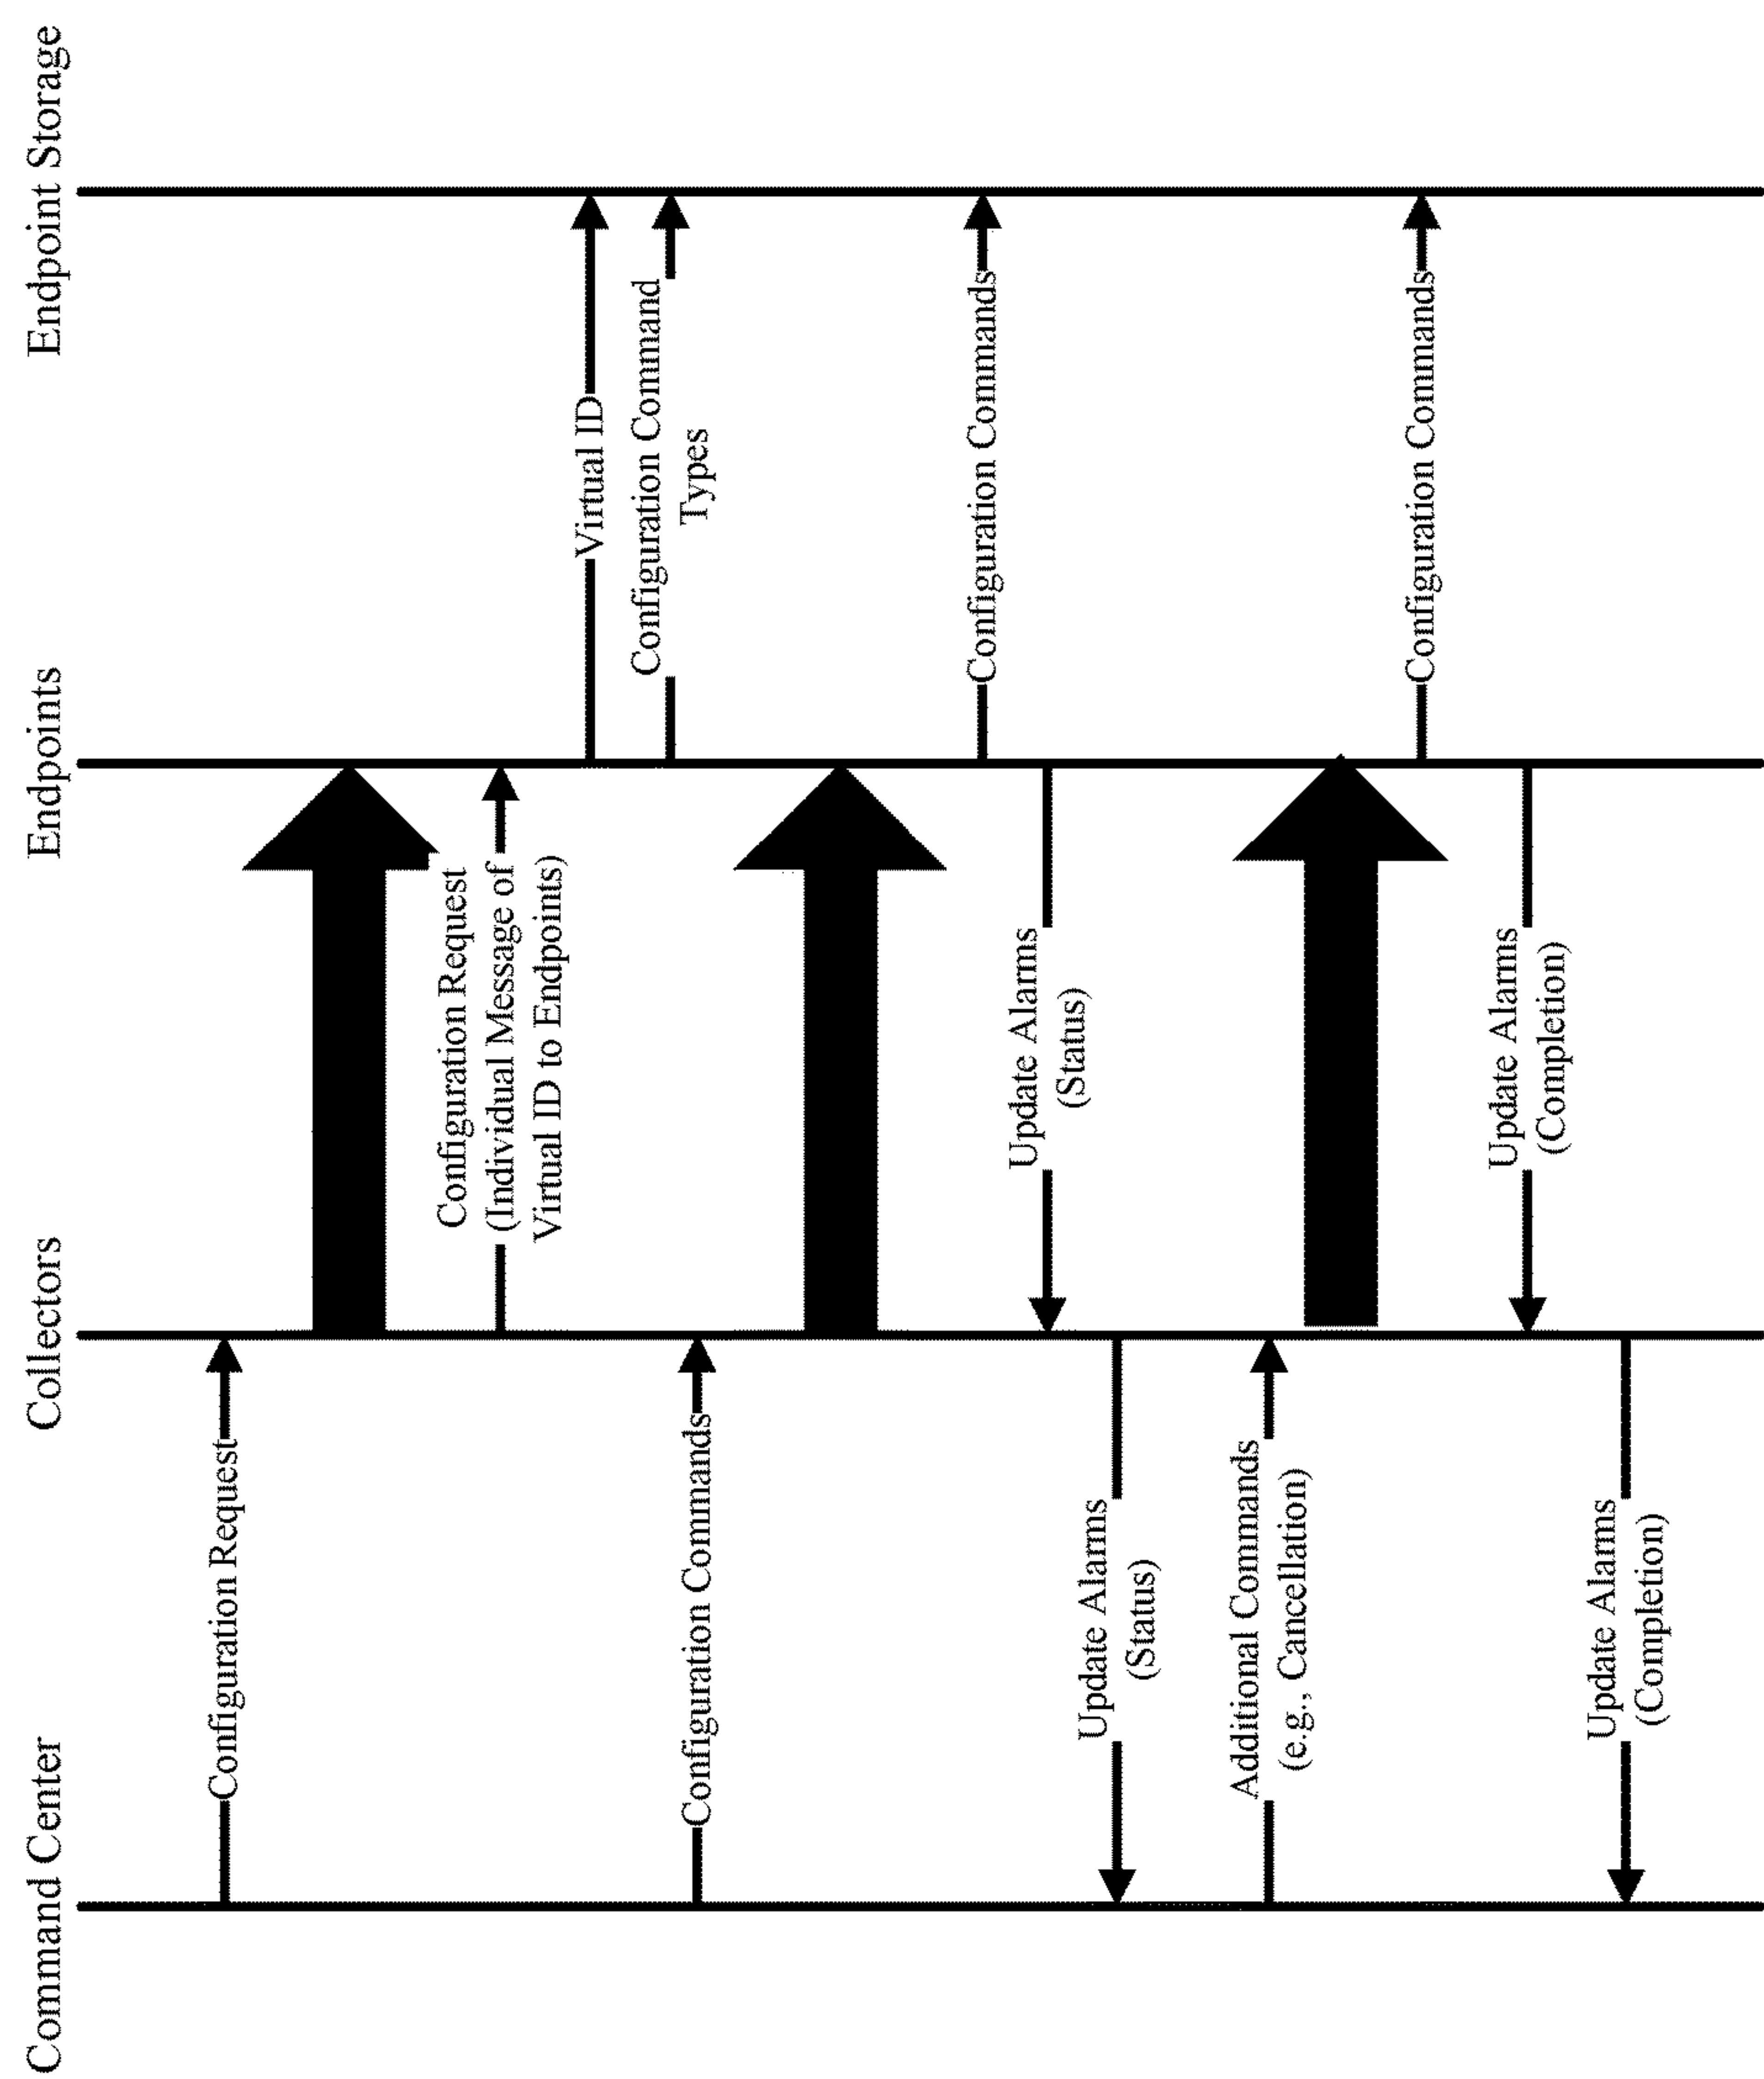 Command Center
Collectors
Endpoints
Endpoint Storage
Configuration Request
Configuration Request
(Individual Message of
Virtual ID to Endpoints)
Virtual ID
Configuration Command
Types
Configuration Commands
Configuration Commands
Update Alarms
(Status)
Update Alarms
(Status)
Additional Commands
(e.g., Cancellation)
Configuration Commands
Update Alarms
(Completion)
Update Alarms
(Completion)